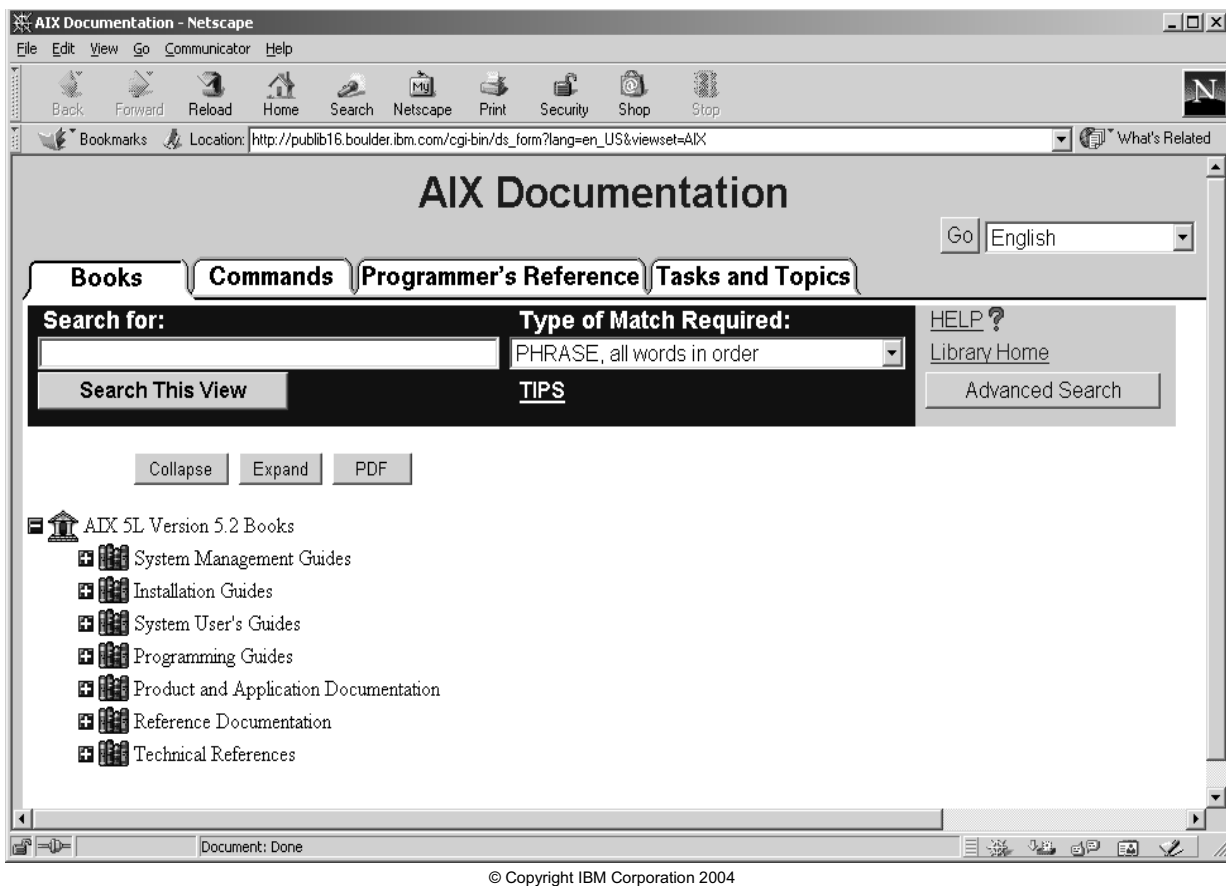 AIX Documentation - Netscape
File Edit View Go Communicator Help
Back Forward Reload Home Search Netscape Print Security Shop Stop
Bookmarks Location: http://publib16.boulder.ibm.com/cgi-bin/ds_form?lang=en_US&viewset=AIX What's Related
AIX Documentation
Go English
Books Commands Programmer's Reference Tasks and Topics
Search for: Type of Match Required: HELP ?
PHRASE, all words in order Library Home
Search This View TIPS Advanced Search
Collapse Expand PDF
AIX 5L Version 5.2 Books
System Management Guides
Installation Guides
System User's Guides
Programming Guides
Product and Application Documentation
Reference Documentation
Technical References
Document: Done
© Copyright IBM Corporation 2004